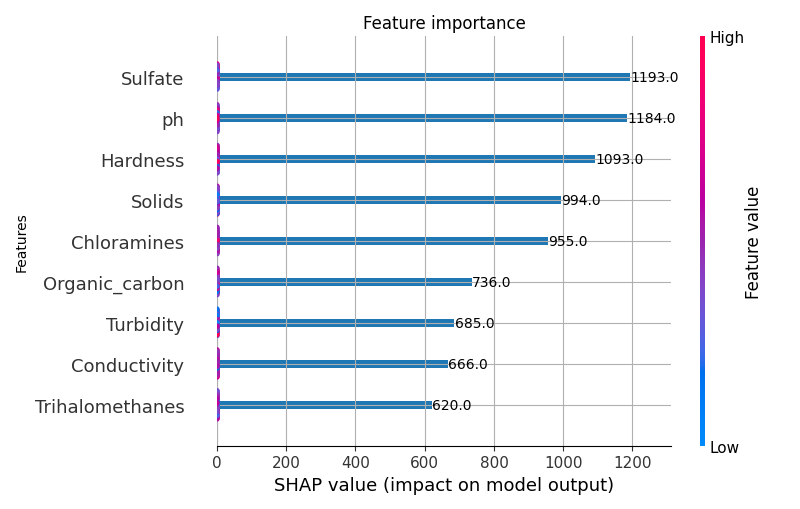 Feature importance
High
Sulfate 1193.0
ph 1184.0
Hardness 1093.0
Solids 994.0
Chloramines 955.0
Organic_carbon 736.0
Turbidity 685.0
Conductivity 666.0
Trihalomethanes 620.0
Features
Feature value
Low
0 200 400 600 800 1000 1200
SHAP value (impact on model output)